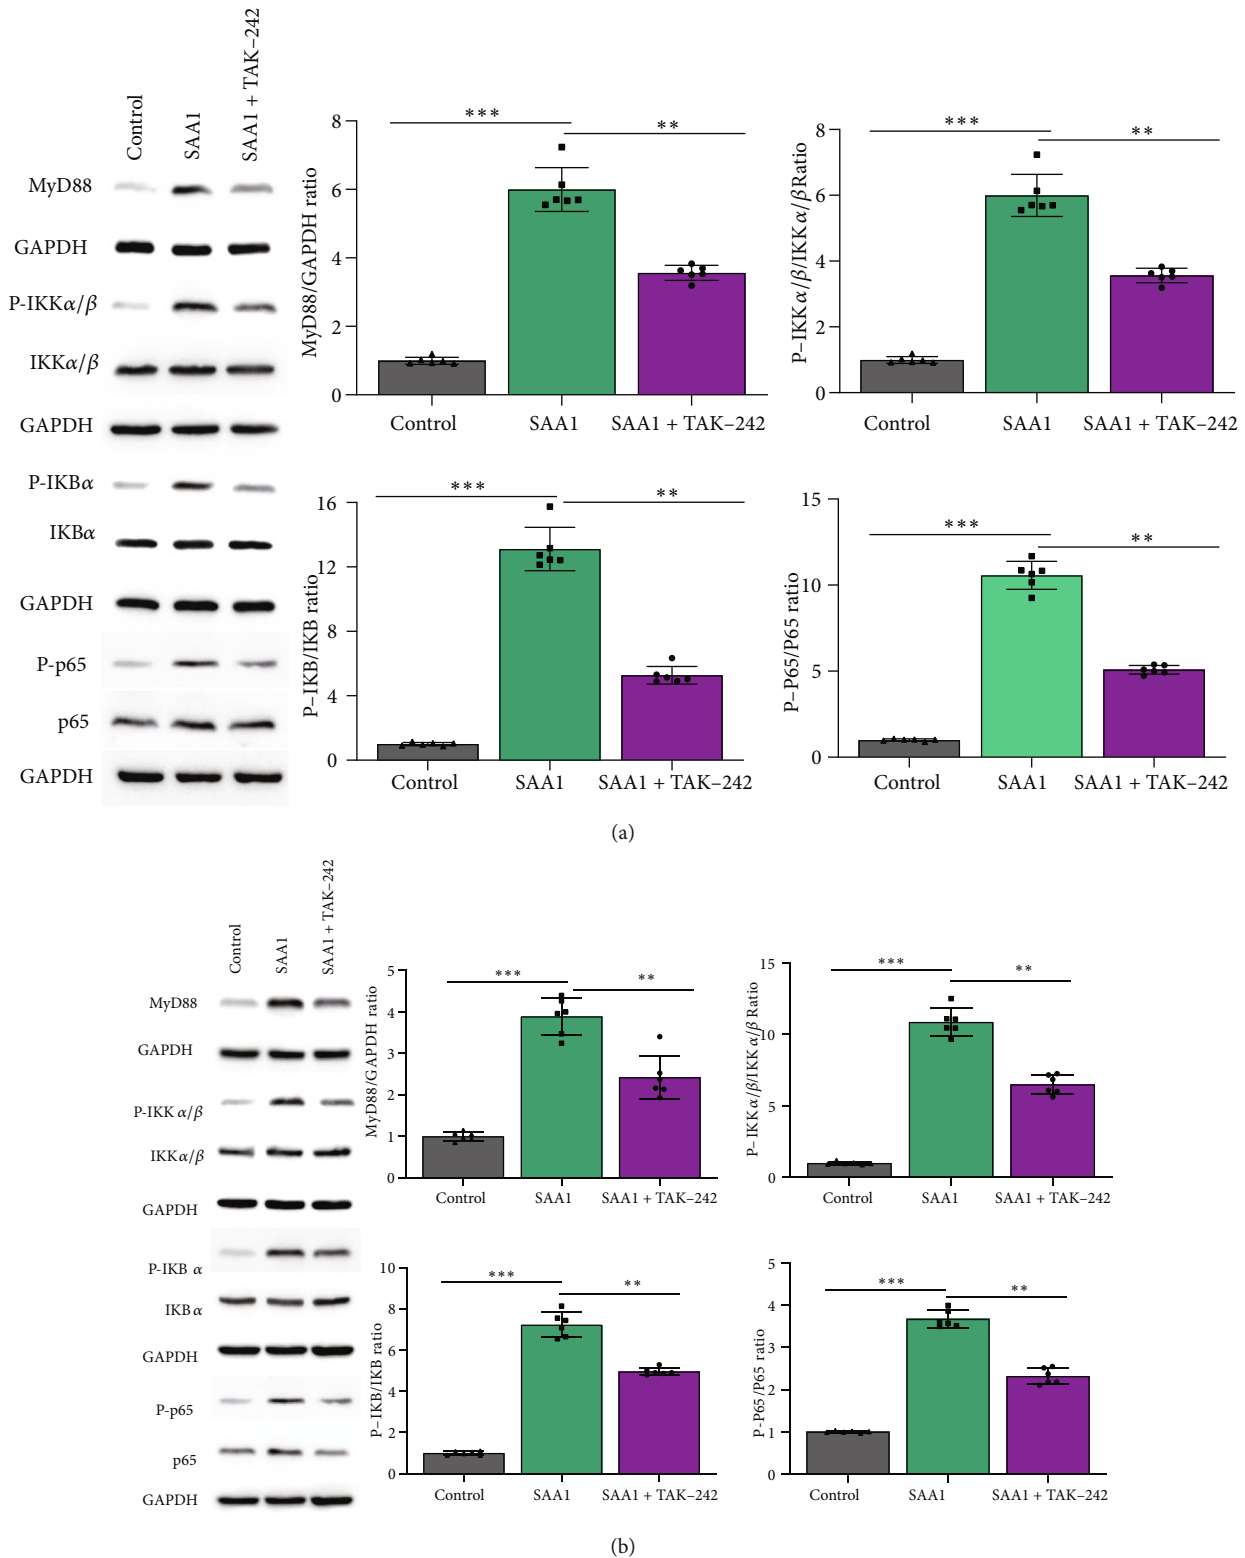 Control
SAA1
SAA1 + TAK–242
MyD88
GAPDH
P-IKKα/β
IKKα/β
GAPDH
P-IKBα
IKBα
GAPDH
P-p65
p65
GAPDH
MyD88/GAPDH ratio
8
6
4
2
0
***
**
Control
SAA1
SAA1 + TAK–242
P–IKKα/β/IKKα/βRatio
8
6
4
2
0
***
**
Control
SAA1
SAA1 + TAK–242
P–IKB/IKB ratio
16
12
8
4
0
***
**
Control
SAA1
SAA1 + TAK–242
P–P65/P65 ratio
15
10
5
0
***
**
Control
SAA1
SAA1 + TAK–242
(a)
Control
SAA1
SAA1 + TAK–242
MyD88
GAPDH
P-IKK α/β
IKKα/β
GAPDH
P-IKB α
IKBα
GAPDH
P-p65
p65
GAPDH
MyD88/GAPDH ratio
5
4
3
2
1
0
***
**
Control
SAA1
SAA1 + TAK–242
P–IKKα/β/IKKα/β Ratio
15
10
5
0
***
**
Control
SAA1
SAA1 + TAK–242
P–IKB/IKB ratio
10
8
6
4
2
0
***
**
Control
SAA1
SAA1 + TAK–242
P-P65/P65 ratio
5
4
3
2
1
0
***
**
Control
SAA1
SAA1 + TAK–242
(b)